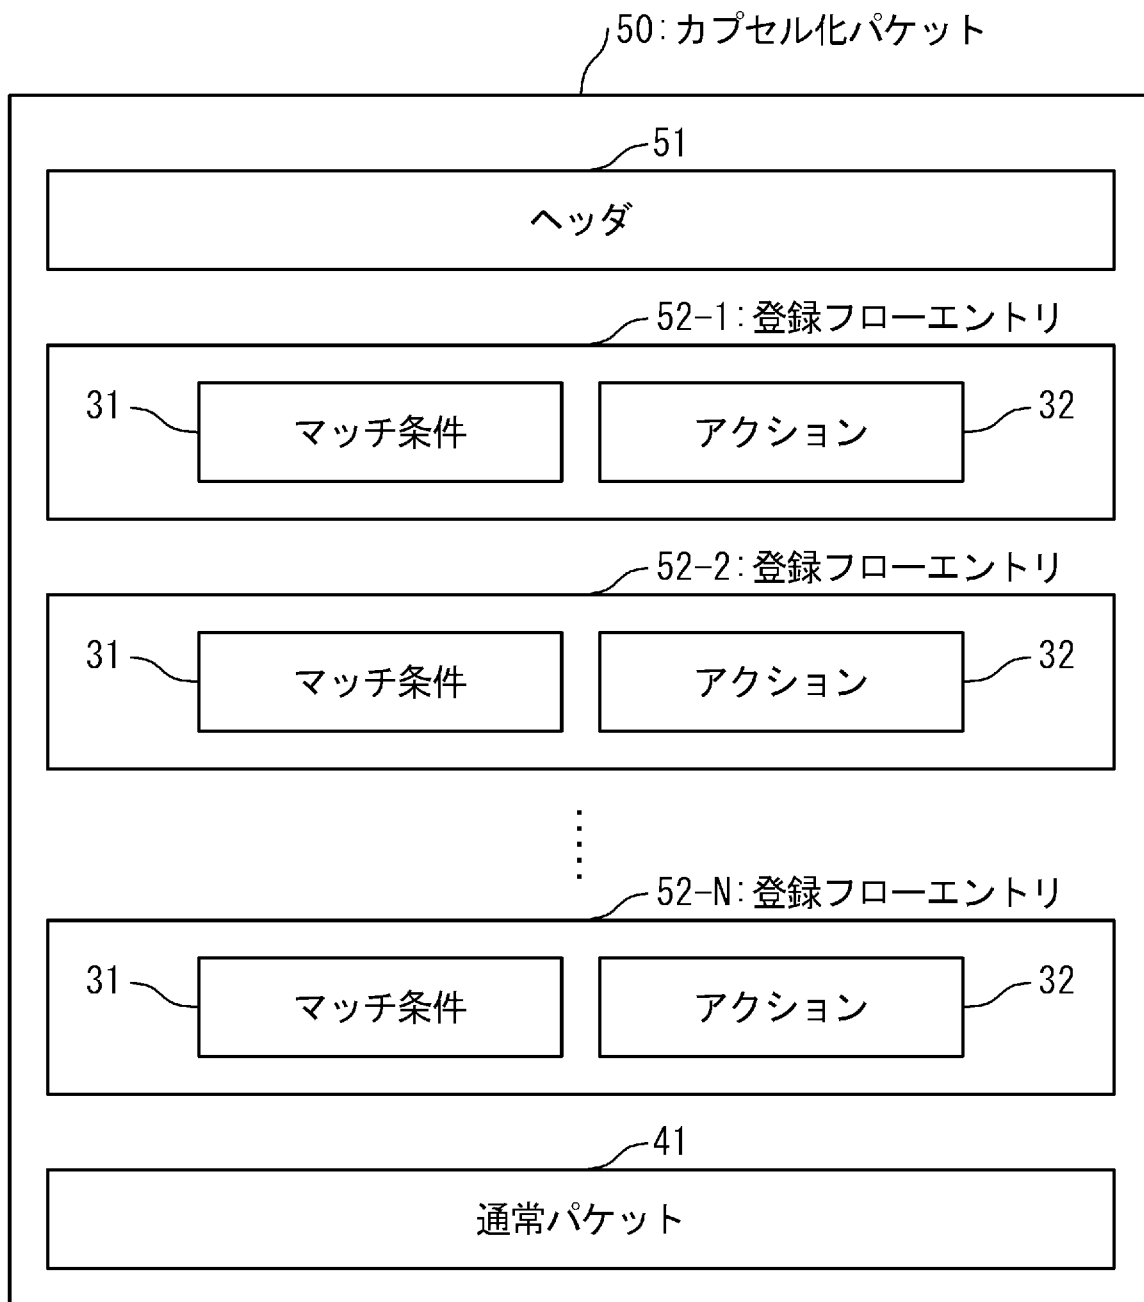 50:カプセル化パケット
51
ヘッダ
52-1:登録フローエントリ
31 マッチ条件 アクション 32
52-2:登録フローエントリ
31 マッチ条件 アクション 32
52-N:登録フローエントリ
31 マッチ条件 アクション 32
41
通常パケット